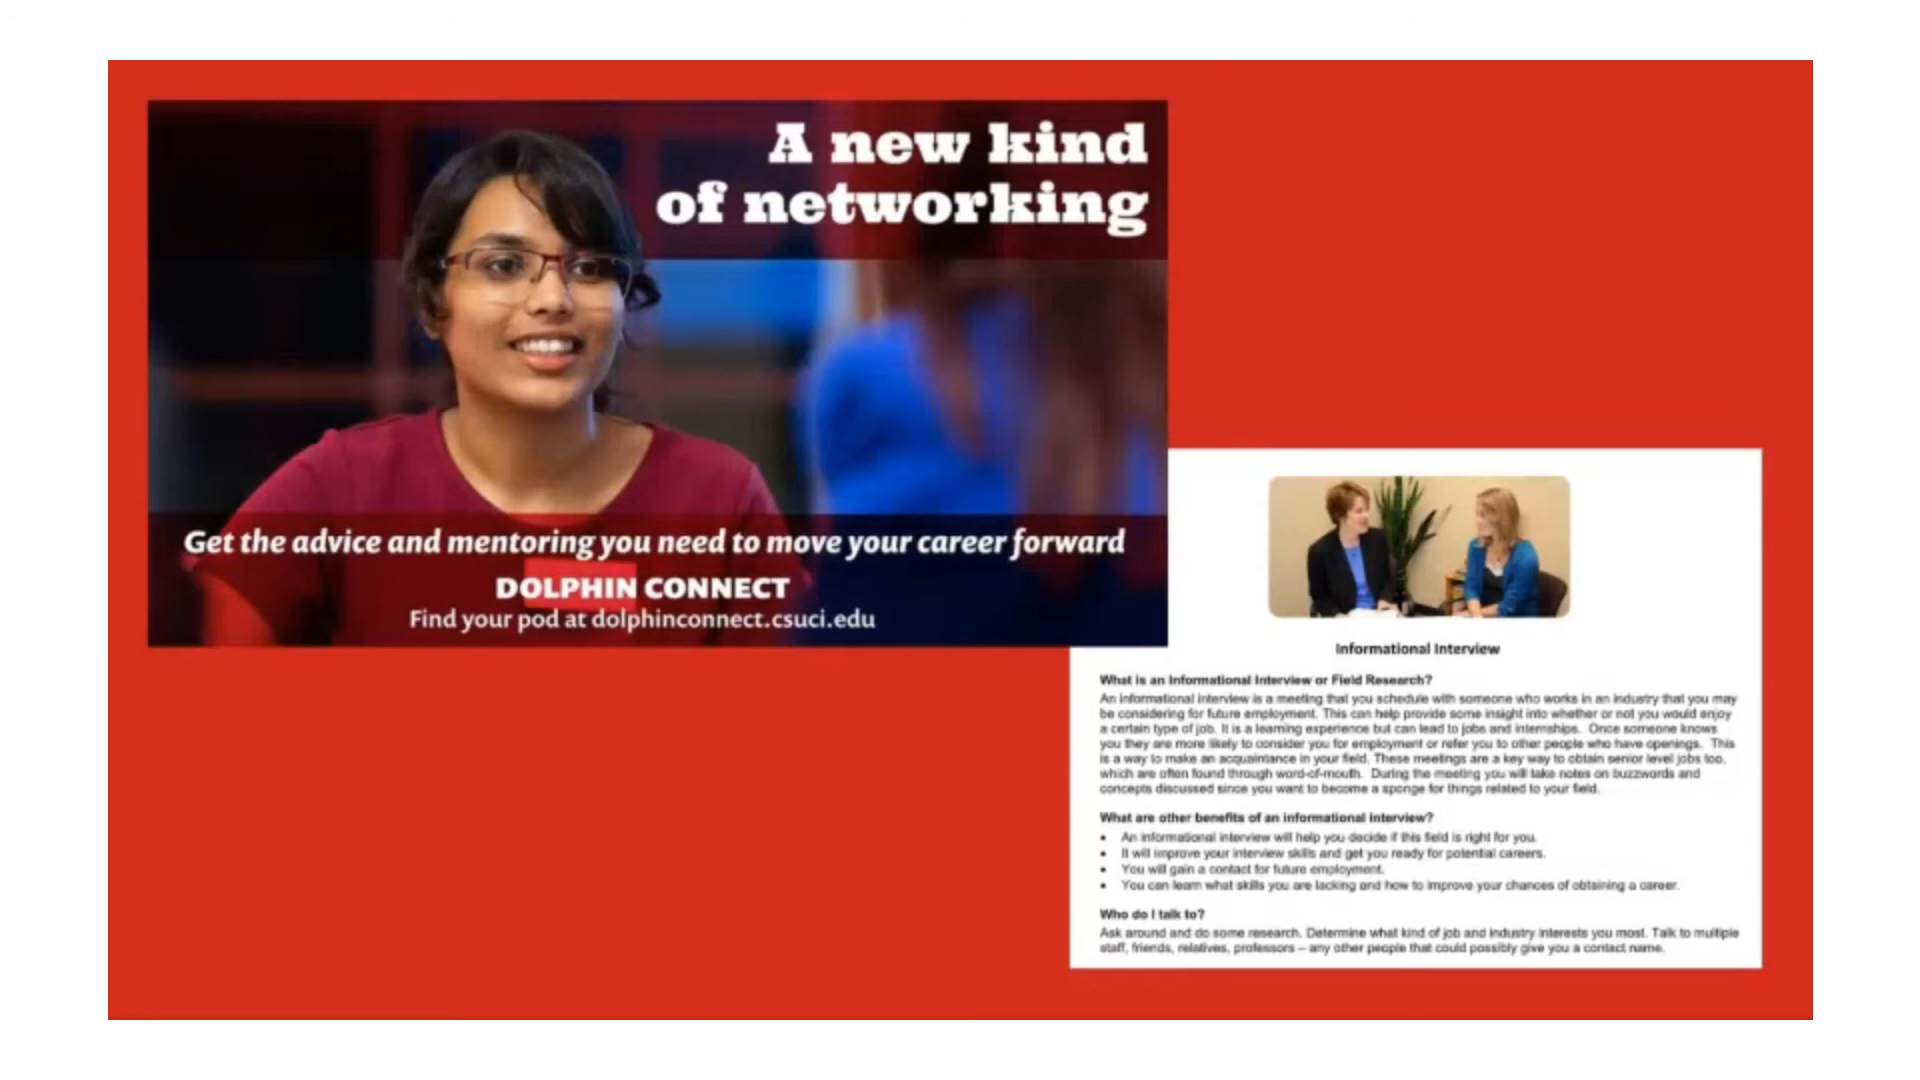 A new kind
of networking
Get the advice and mentoring you need to move your career forward
DOLPHIN CONNECT
Find your pod at dolphinconnect.csuci.edu
Informational Interview
What is an Informational Interview or Field Research?
An informational interview is a meeting that you schedule with someone who works in an industry that you may
be considering for future employment. This can help provide some insight into whether or not you would enjoy
a certain type of job. It is a learning experience but can lead to jobs and internships. Once someone knows
you they are more likely to consider you for employment or refer you to other people who have openings. This
is a way to make an acquaintance in your field. These meetings are a key way to obtain senior level jobs too,
which are often found through word-of-mouth. During the meeting you will take notes on buzzwords and
concepts discussed since you want to become a sponge for things related to your field.
What are other benefits of an informational interview?
• An informational interview will help you decide if this field is right for you.
• It will improve your interview skills and get you ready for potential careers.
• You will gain a contact for future employment.
• You can learn what skills you are lacking and how to improve your chances of obtaining a career.
Who do I talk to?
Ask around and do some research. Determine what kind of job and industry interests you most. Talk to multiple
staff, friends, relatives, professors – any other people that could possibly give you a contact name.